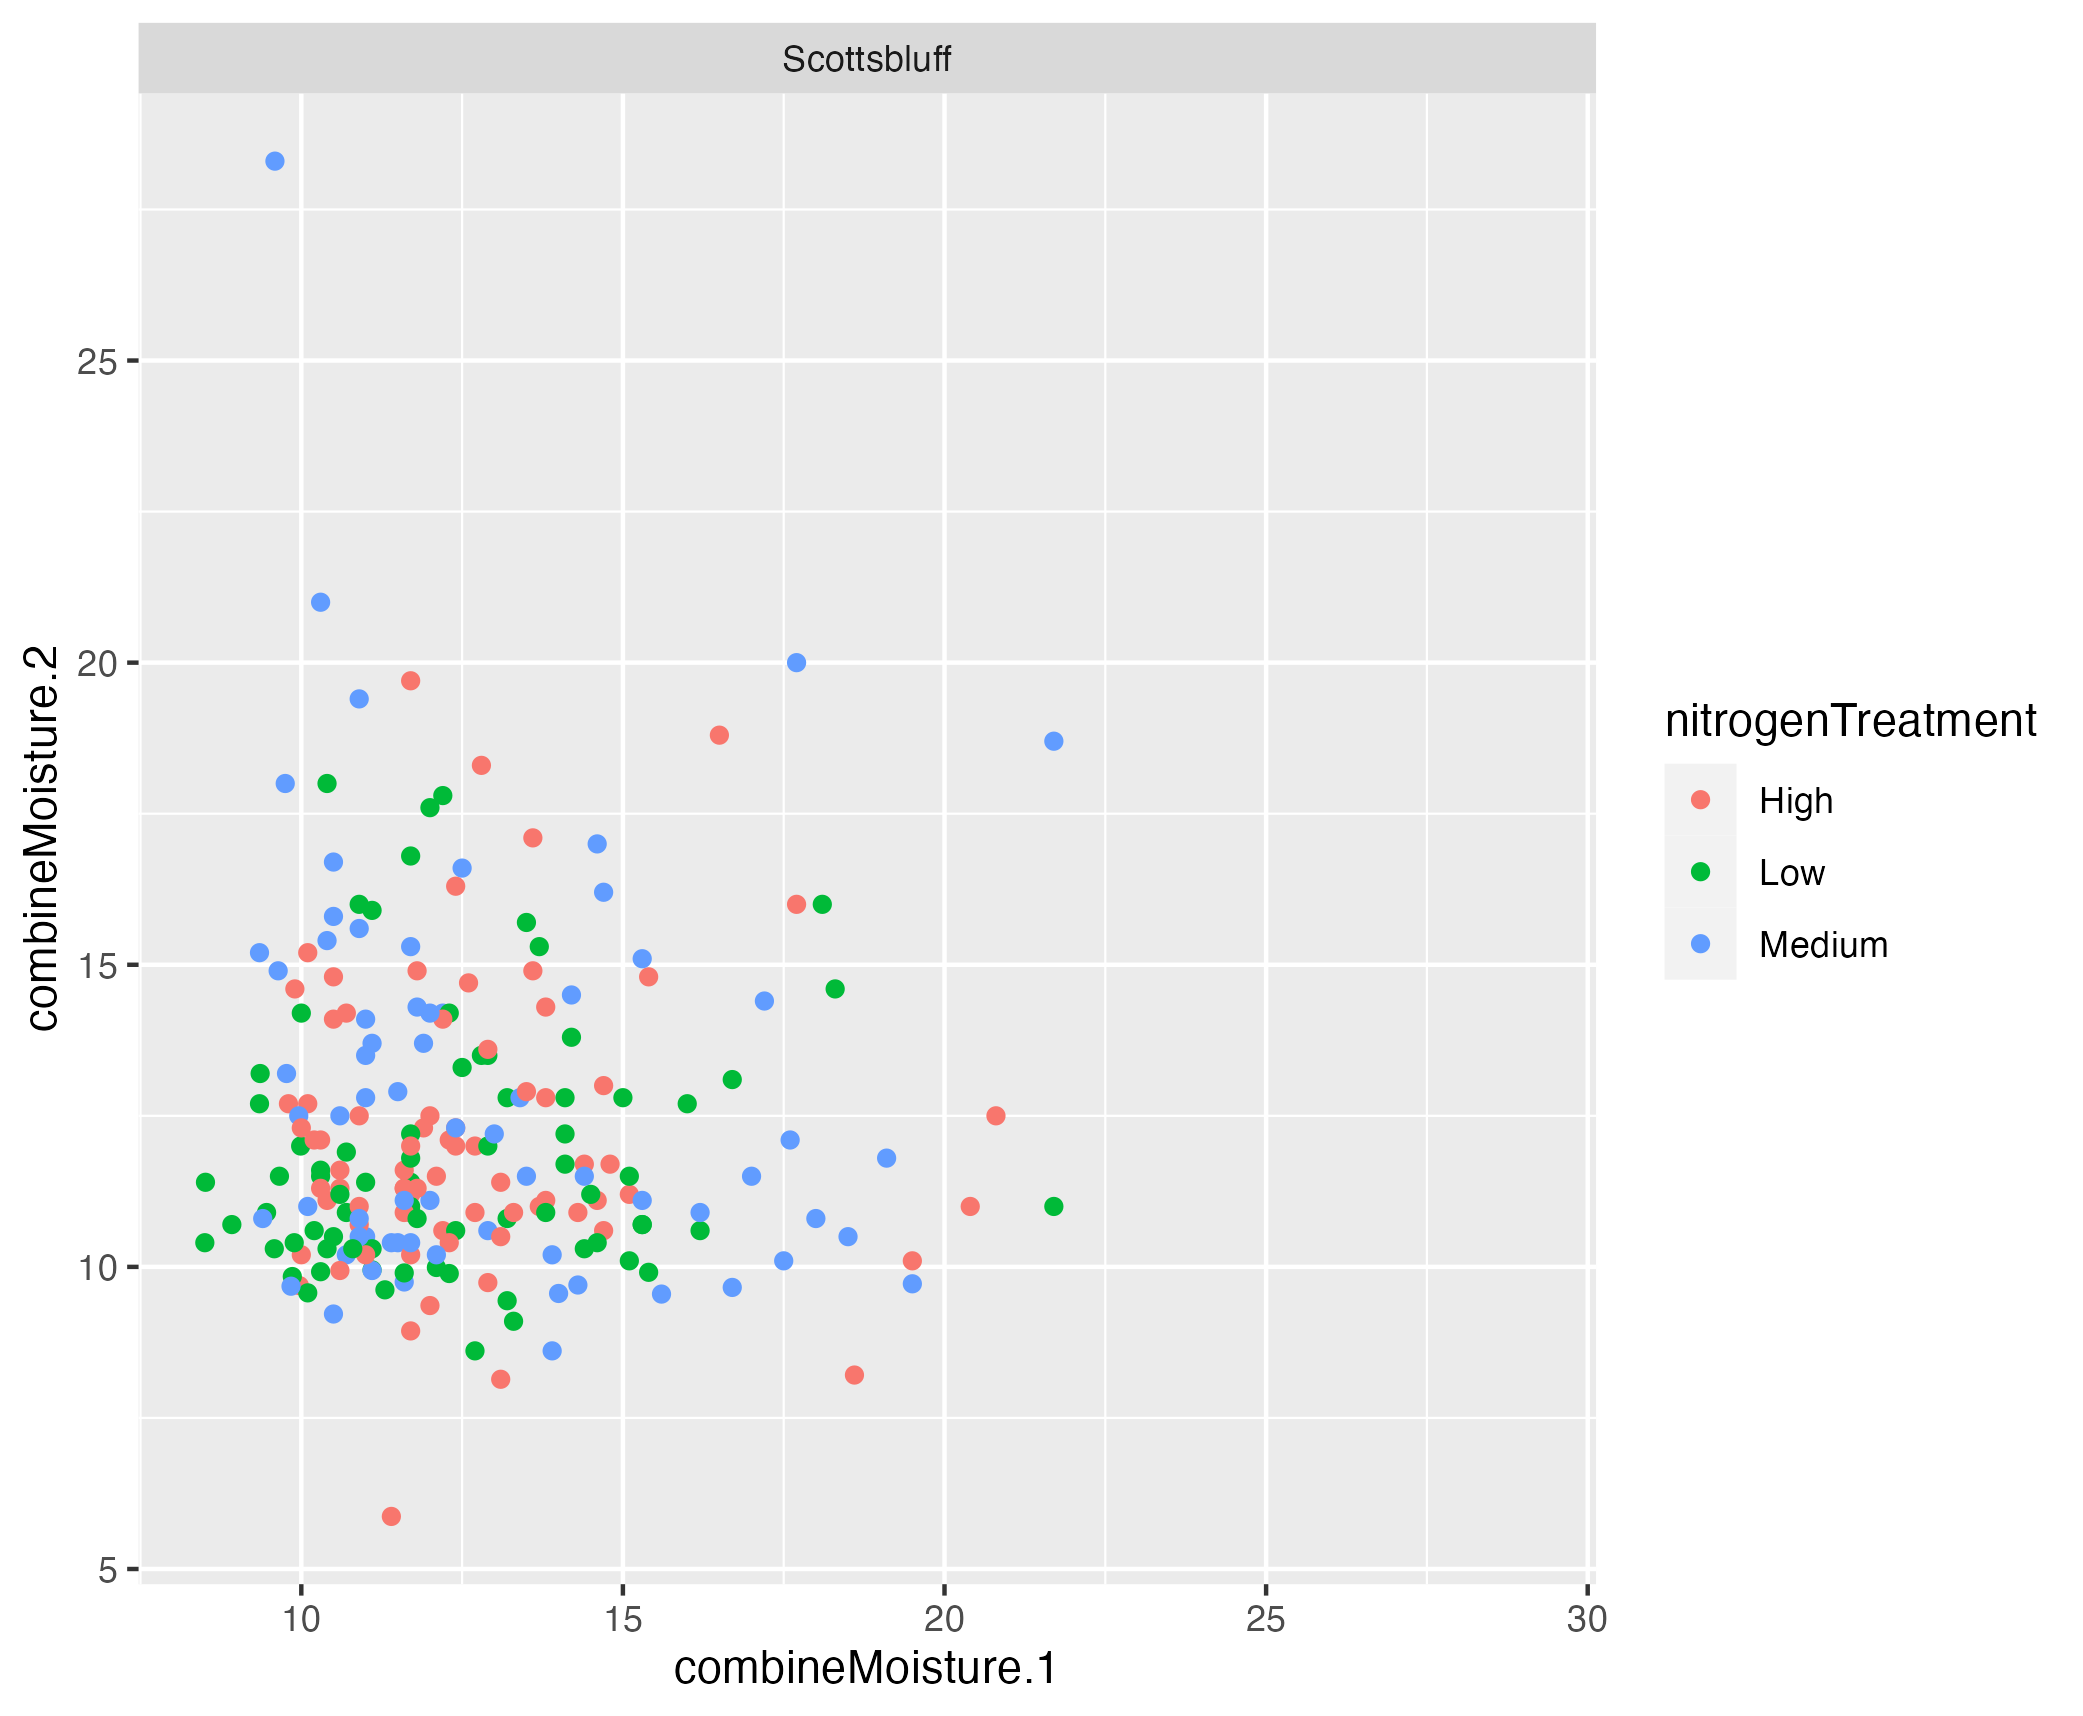 Scottsbluff
combineMoisture.2
25
20
15
10
5
10 15 20 25 30
combineMoisture.1
nitrogenTreatment
High
Low
Medium